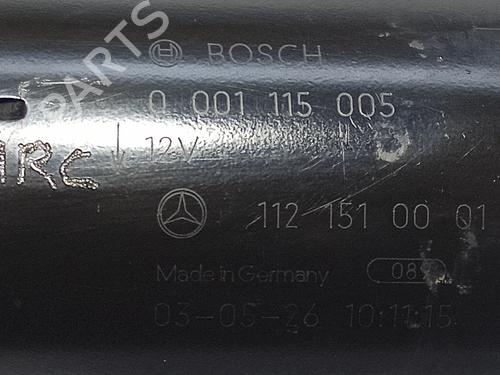 PARTS
BOSCH
0 001 115 005
12V
112 151 00 01
Made in Germany
03-05-26 10:11:15